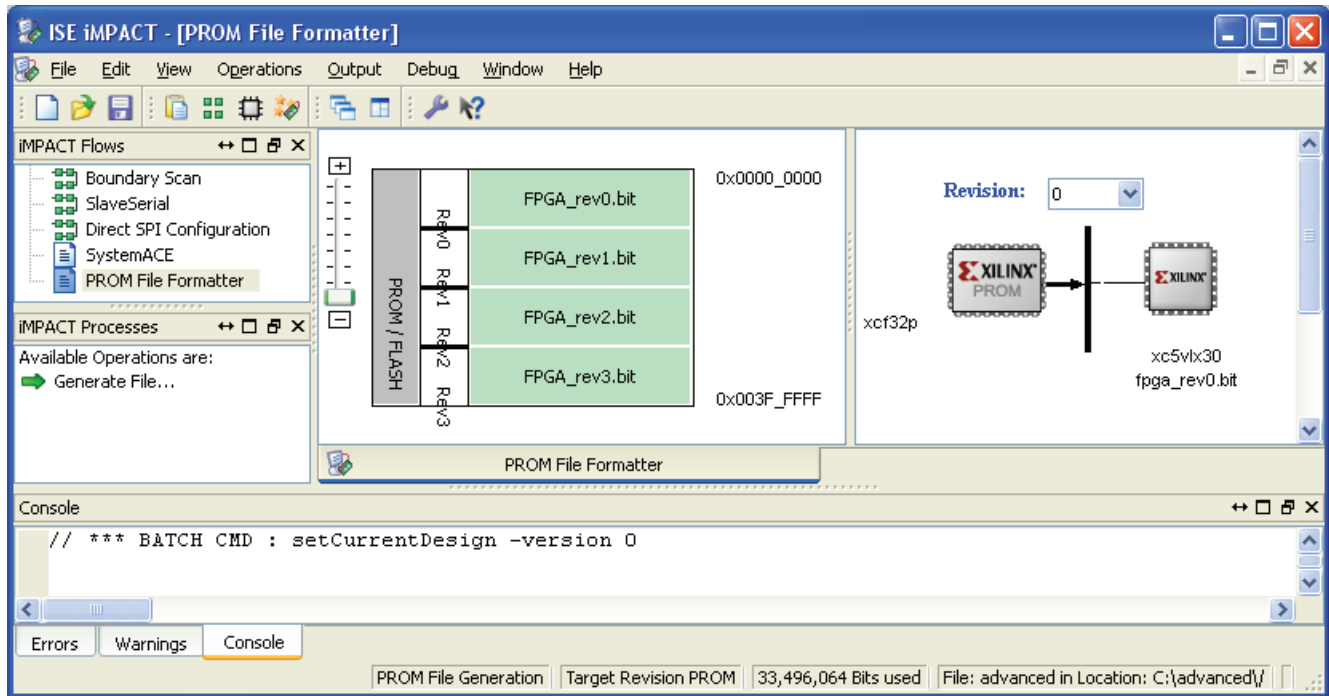 ISE iMPACT - [PROM File Formatter]
File Edit View Operations Output Debug Window Help
iMPACT Flows
Boundary Scan
SlaveSerial
Direct SPI Configuration
SystemACE
PROM File Formatter
iMPACT Processes
Available Operations are:
Generate File...
PROM / FLASH
Rev0
Rev1
Rev2
Rev3
FPGA_rev0.bit
FPGA_rev1.bit
FPGA_rev2.bit
FPGA_rev3.bit
0x0000_0000
0x003F_FFFF
PROM File Formatter
Revision: 0
XILINX
PROM
xcf32p
XILINX
xc5vlx30
fpga_rev0.bit
Console
// *** BATCH CMD : setCurrentDesign -version 0
Errors Warnings Console
PROM File Generation Target Revision PROM 33,496,064 Bits used File: advanced in Location: C:\advanced\/